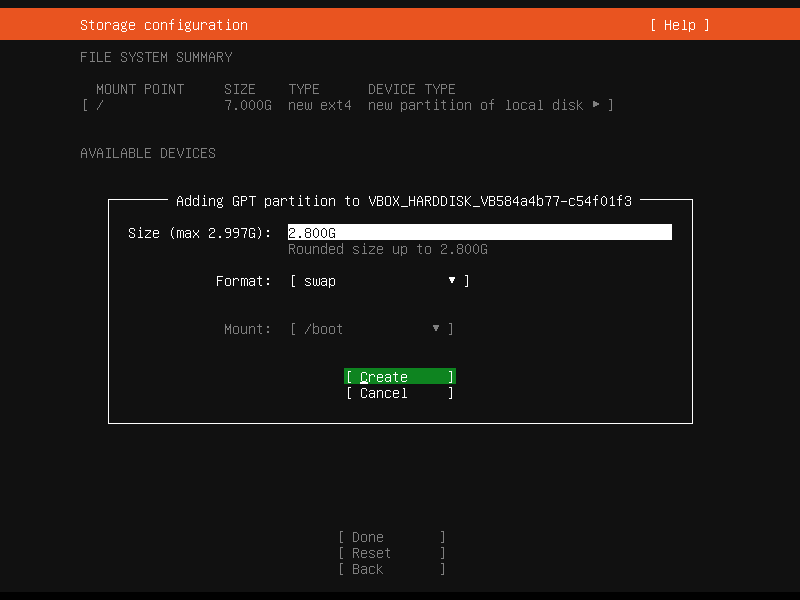 Storage configuration [ Help ]
FILE SYSTEM SUMMARY
MOUNT POINT SIZE TYPE DEVICE TYPE
[ / 7.000G new ext4 new partition of local disk ▸ ]
AVAILABLE DEVICES
Adding GPT partition to VBOX_HARDDISK_VB584a4b77-c54f01f3
Size (max 2.997G): 2.800G
Rounded size up to 2.800G
Format: [ swap ▾ ]
Mount: [ /boot ▾ ]
[ Create ]
[ Cancel ]
[ Done ]
[ Reset ]
[ Back ]